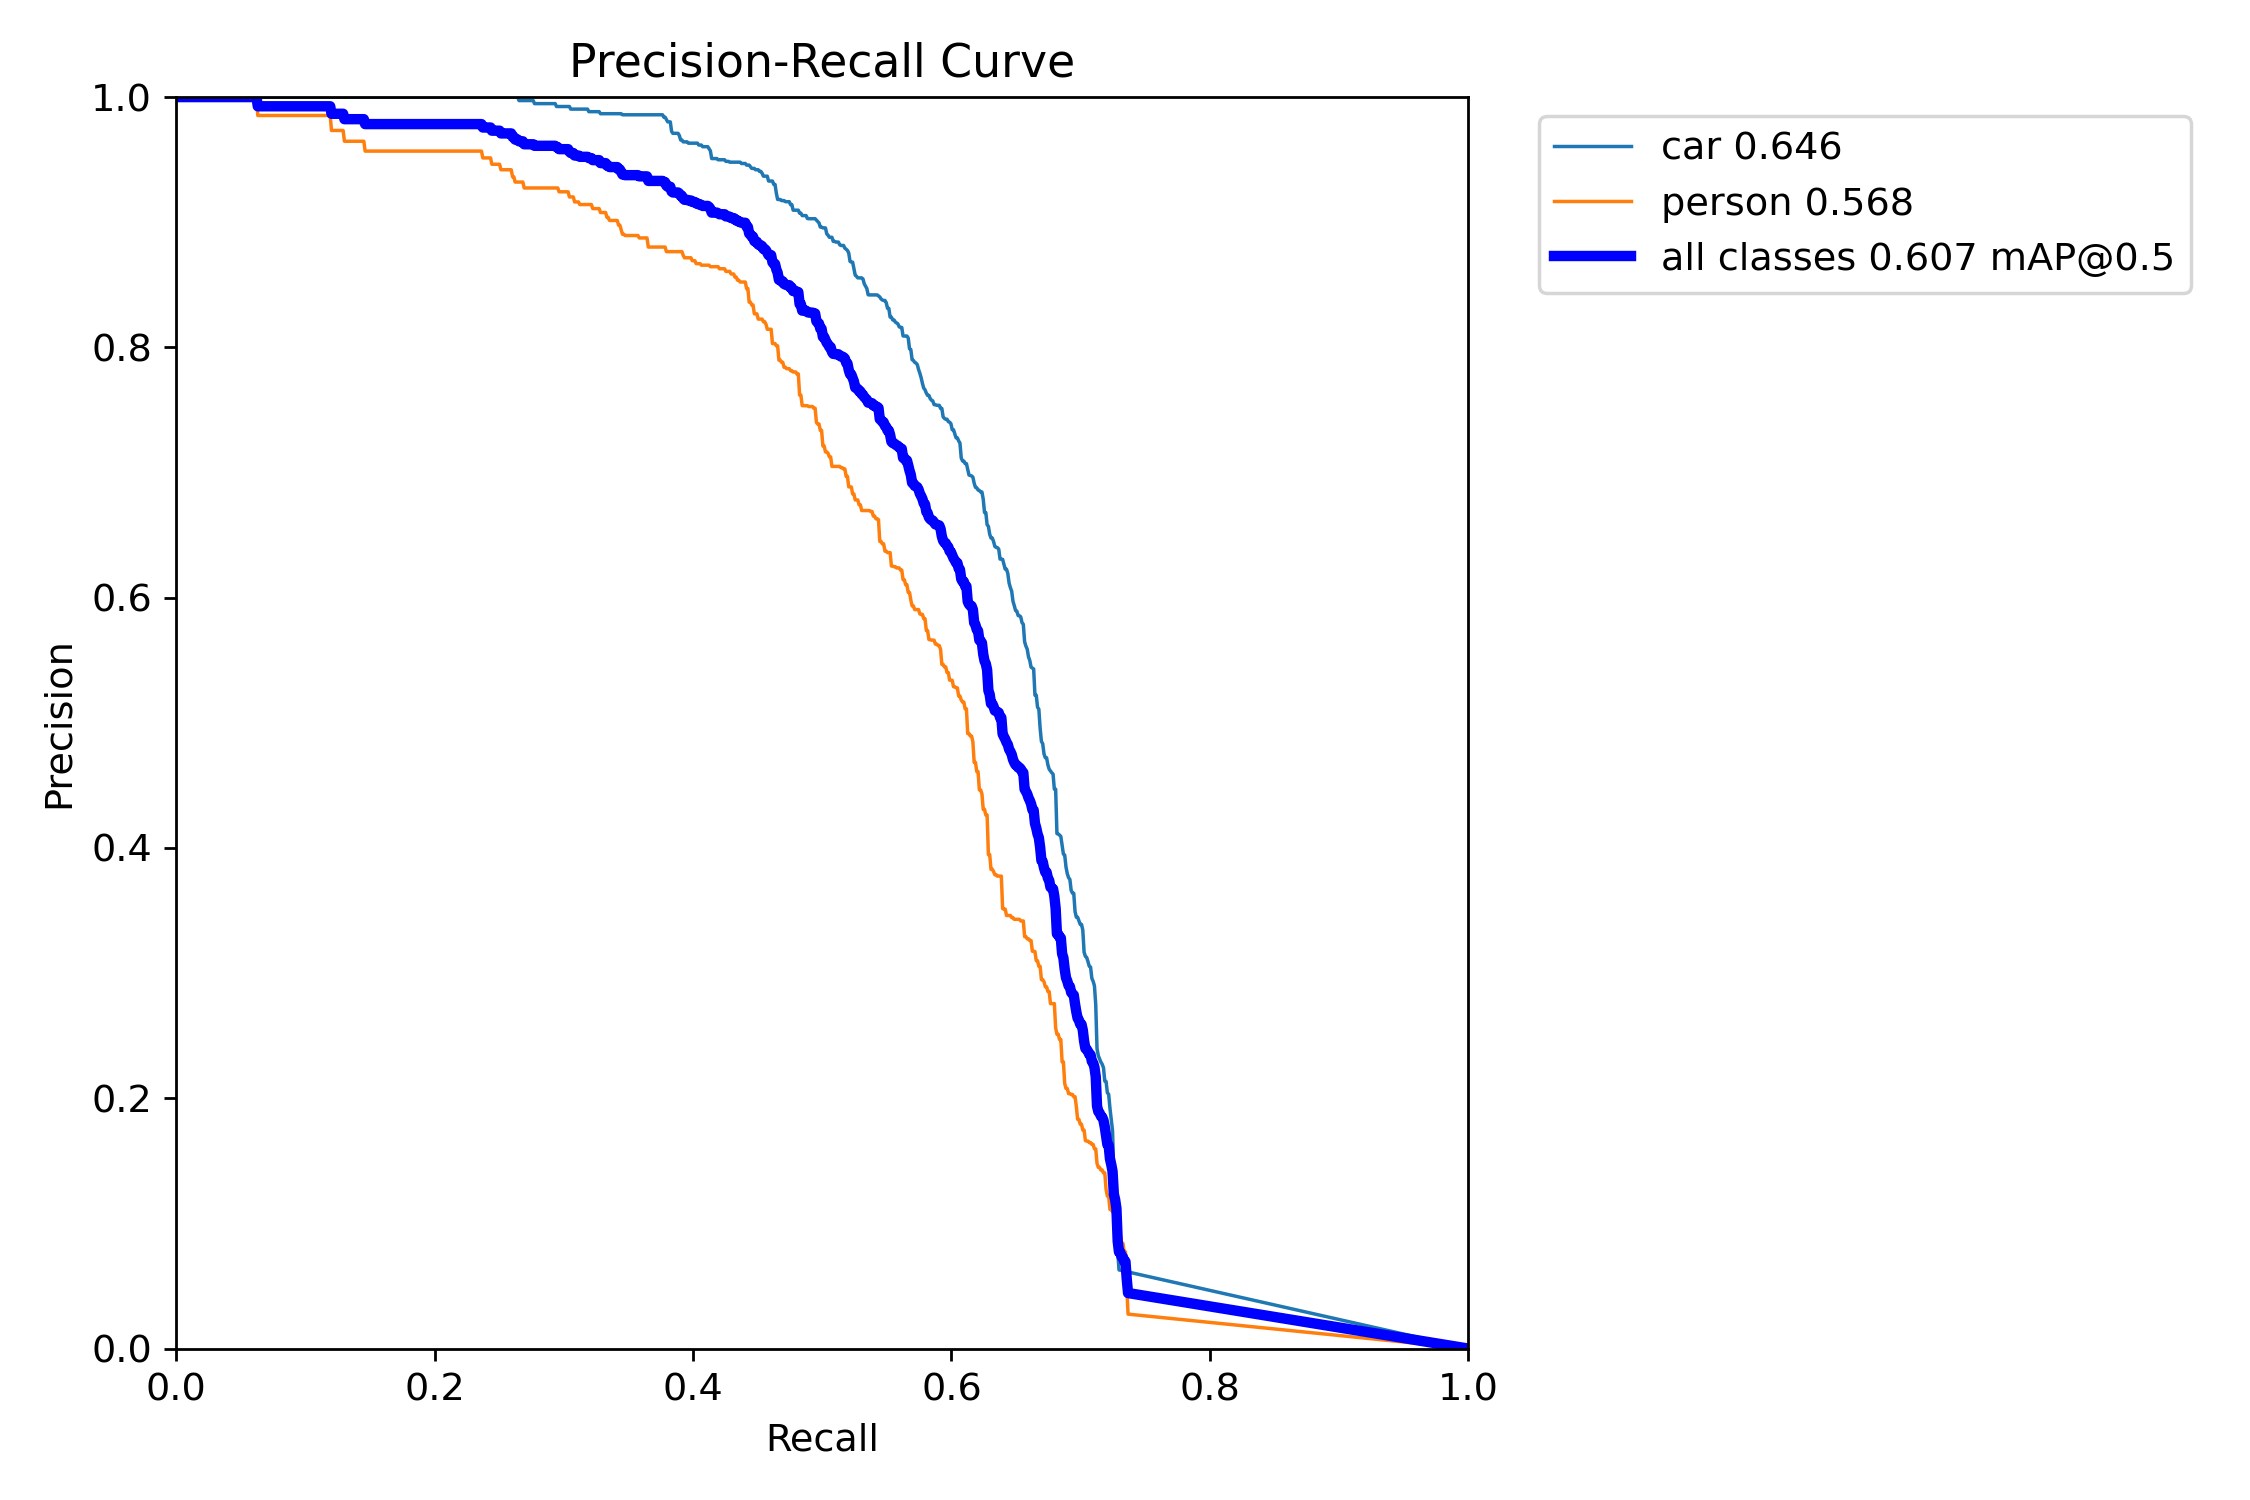 Precision-Recall Curve
car 0.646
person 0.568
all classes 0.607 mAP@0.5
1.0
0.8
0.6
0.4
0.2
0.0
Precision
0.0 0.2 0.4 0.6 0.8 1.0
Recall